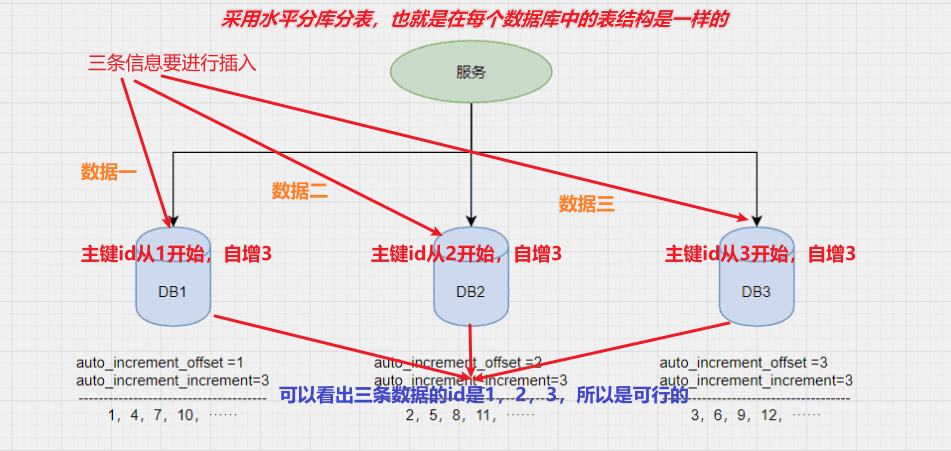 采用水平分库分表，也就是在每个数据库中的表结构是一样的
三条信息要进行插入
服务
数据一
数据二
数据三
主键id从1开始，自增3
主键id从2开始，自增3
主键id从3开始，自增3
DB1
DB2
DB3
auto_increment_offset =1
auto_increment_increment=3
auto_increment_offset =2
auto_increment_increment=3
auto_increment_offset =3
auto_increment_increment=3
可以看出三条数据的id是1，2，3，所以是可行的
1，4，7，10，……
2，5，8，11，……
3，6，9，12，……